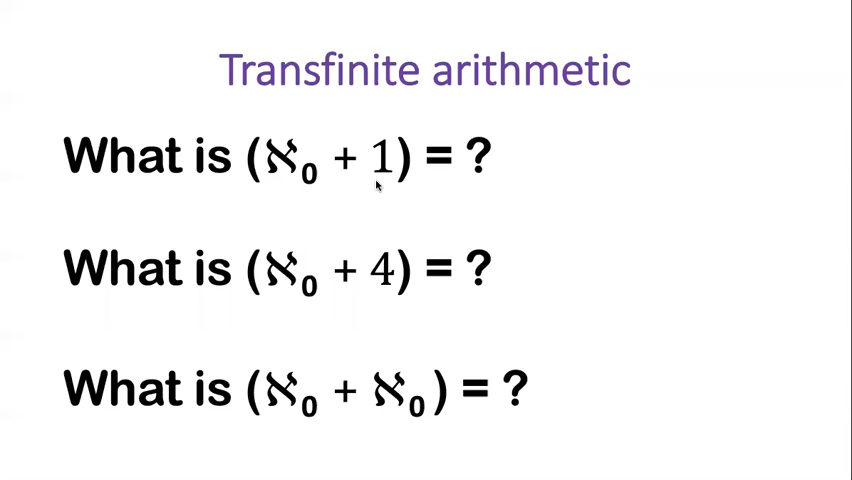 Transfinite arithmetic
What is (ℵ₀ + 1) = ?
What is (ℵ₀ + 4) = ?
What is (ℵ₀ + ℵ₀ ) = ?